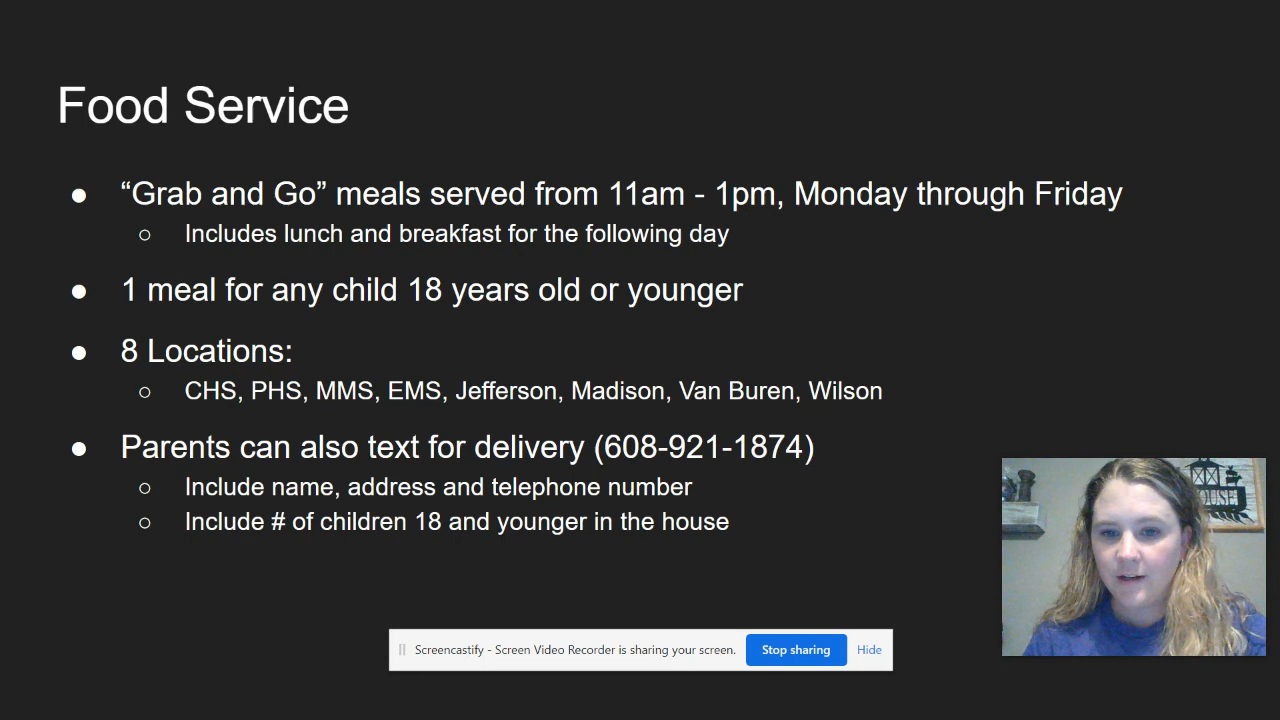 Food Service
● “Grab and Go” meals served from 11am - 1pm, Monday through Friday
○ Includes lunch and breakfast for the following day
● 1 meal for any child 18 years old or younger
● 8 Locations:
○ CHS, PHS, MMS, EMS, Jefferson, Madison, Van Buren, Wilson
● Parents can also text for delivery (608-921-1874)
○ Include name, address and telephone number
○ Include # of children 18 and younger in the house
OUSE
Screencastify - Screen Video Recorder is sharing your screen. Stop sharing Hide